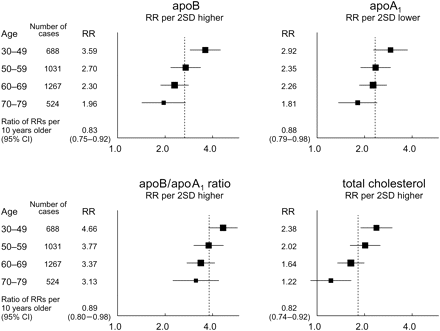 apoB
RR per 2SD higher
apoA1
RR per 2SD lower
Age Number of cases RR RR
30–49 688 3.59 2.92
50–59 1031 2.70 2.35
60–69 1267 2.30 2.26
70–79 524 1.96 1.81
Ratio of RRs per
10 years older 0.83 0.88
(95% CI) (0.75–0.92) (0.79–0.98)
1.0 2.0 4.0 1.0 2.0 4.0
apoB/apoA1 ratio
RR per 2SD higher
total cholesterol
RR per 2SD higher
Age Number of cases RR RR
30–49 688 4.66 2.38
50–59 1031 3.77 2.02
60–69 1267 3.37 1.64
70–79 524 3.13 1.22
Ratio of RRs per
10 years older 0.89 0.82
(95% CI) (0.80–0.98) (0.74–0.92)
1.0 2.0 4.0 1.0 2.0 4.0